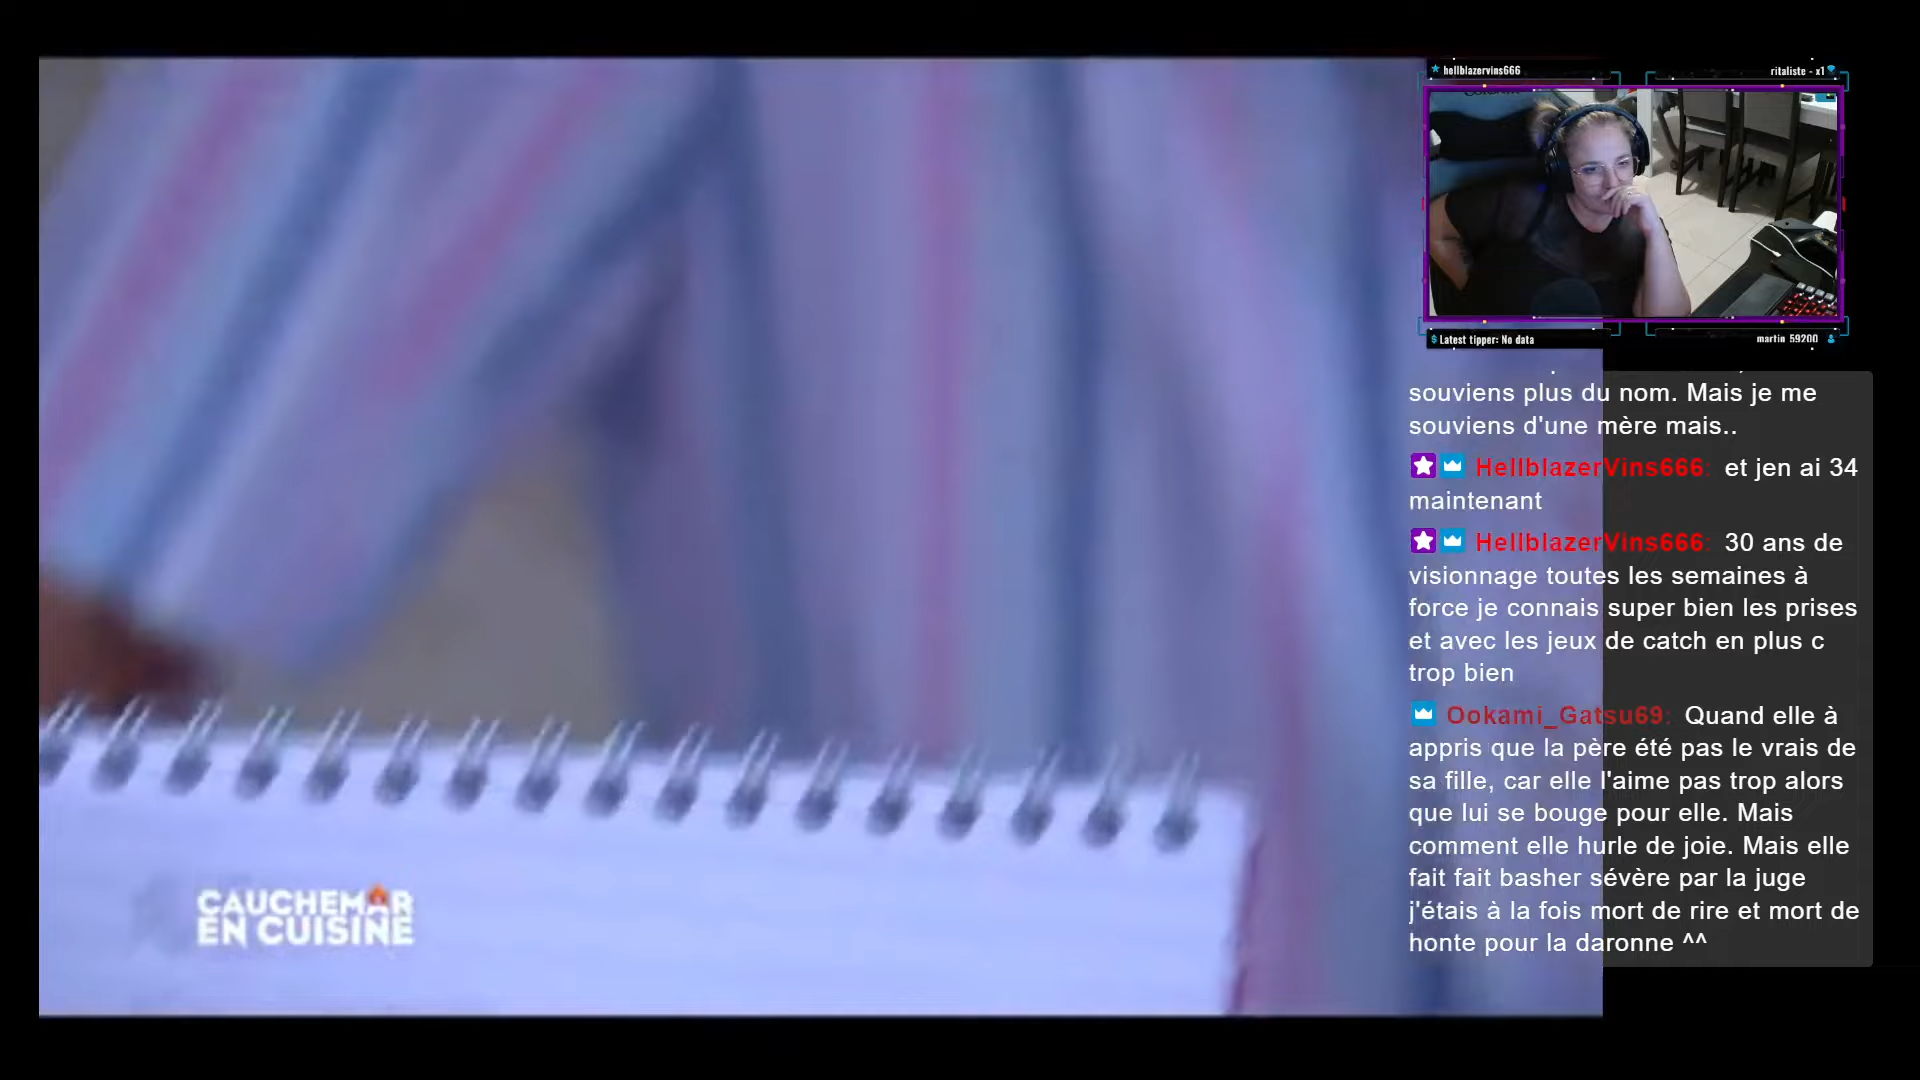 hellblazervins666
ritaliste - x1
Latest tipper: No data
martin_59200
souviens plus du nom. Mais je me
souviens d'une mère mais..
HellblazerVins666: et jen ai 34
maintenant
HellblazerVins666: 30 ans de
visionnage toutes les semaines à
force je connais super bien les prises
et avec les jeux de catch en plus c
trop bien
Ookami_Gatsu69: Quand elle à
appris que la père été pas le vrais de
sa fille, car elle l'aime pas trop alors
que lui se bouge pour elle. Mais
comment elle hurle de joie. Mais elle
fait fait basher sévère par la juge
j'étais à la fois mort de rire et mort de
honte pour la daronne ^^
CAUCHEMAR
EN CUISINE